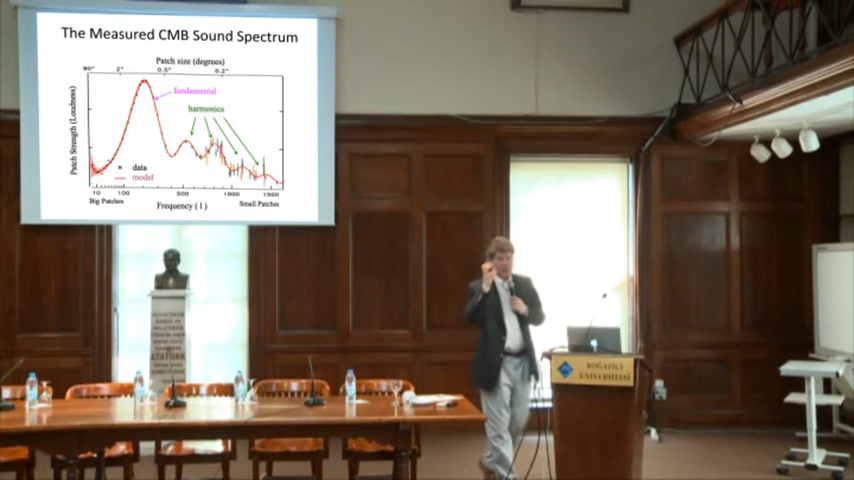 The Measured CMB Sound Spectrum
Patch size (degrees)
90° 2° 0.5° 0.2°
fundamental
harmonics
Patch Strength (Loudness)
data
model
10 100 500 1000 1500
Big Patches Frequency ( l ) Small Patches
ATATÜRK
BOĞAZİÇİ
ÜNİVERSİTESİ